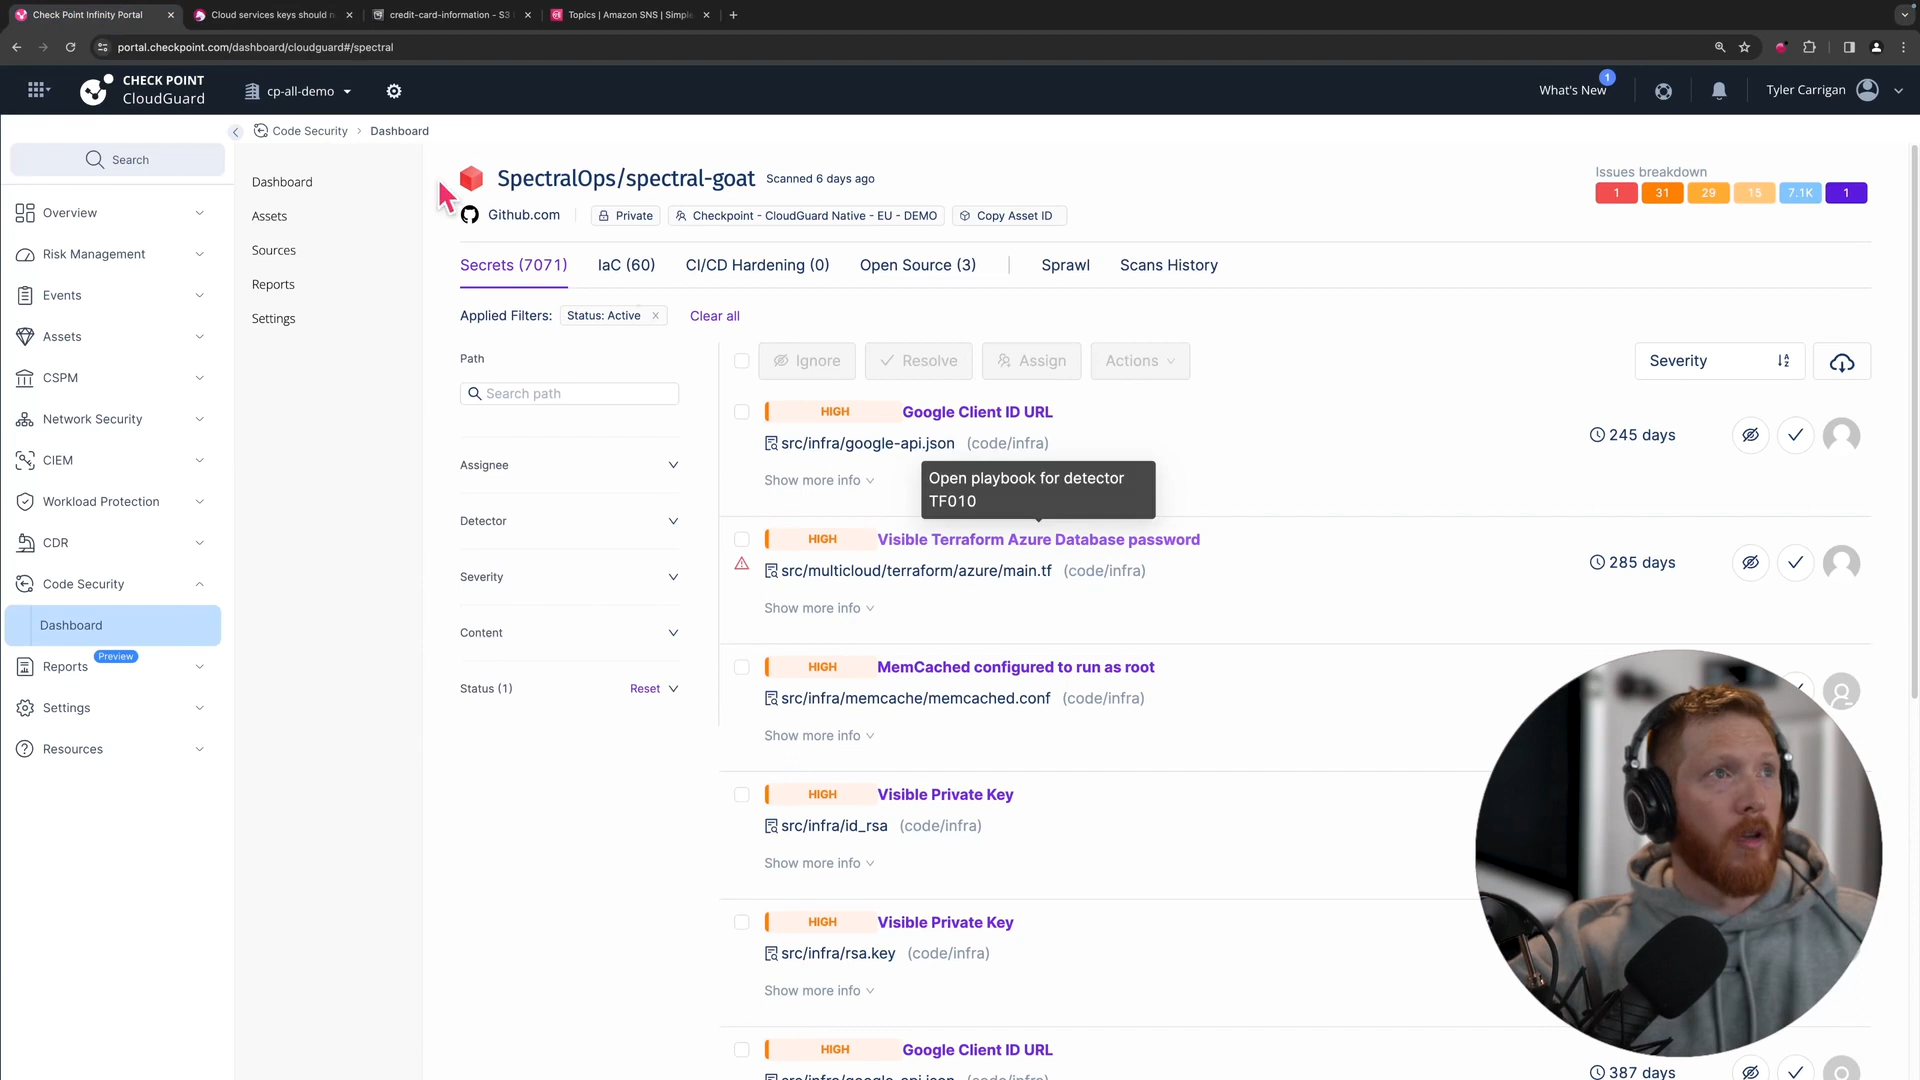 Check Point Infinity Portal
Cloud services keys should n
credit-card-information - S3
Topics | Amazon SNS | Simple
portal.checkpoint.com/dashboard/cloudguard#/spectral
CHECK POINT
CloudGuard
cp-all-demo
What's New
1
Tyler Carrigan
Code Security > Dashboard
Search
Overview
Risk Management
Events
Assets
CSPM
Network Security
CIEM
Workload Protection
CDR
Code Security
Dashboard
Reports
Preview
Settings
Resources
Dashboard
Assets
Sources
Reports
Settings
SpectralOps/spectral-goat
Scanned 6 days ago
Github.com
Private
Checkpoint - CloudGuard Native - EU - DEMO
Copy Asset ID
Issues breakdown
1 31 29 15 7.1K 1
Secrets (7071)
IaC (60)
CI/CD Hardening (0)
Open Source (3)
Sprawl
Scans History
Applied Filters:
Status: Active
Clear all
Path
Search path
Assignee
Detector
Severity
Content
Status (1)
Reset
Ignore
Resolve
Assign
Actions
Severity
HIGH Google Client ID URL
src/infra/google-api.json (code/infra)
245 days
Show more info
Open playbook for detector
TF010
HIGH Visible Terraform Azure Database password
src/multicloud/terraform/azure/main.tf (code/infra)
285 days
Show more info
HIGH MemCached configured to run as root
src/infra/memcache/memcached.conf (code/infra)
Show more info
HIGH Visible Private Key
src/infra/id_rsa (code/infra)
Show more info
HIGH Visible Private Key
src/infra/rsa.key (code/infra)
Show more info
HIGH Google Client ID URL
src/infra/google-api.json (code/infra)
387 days